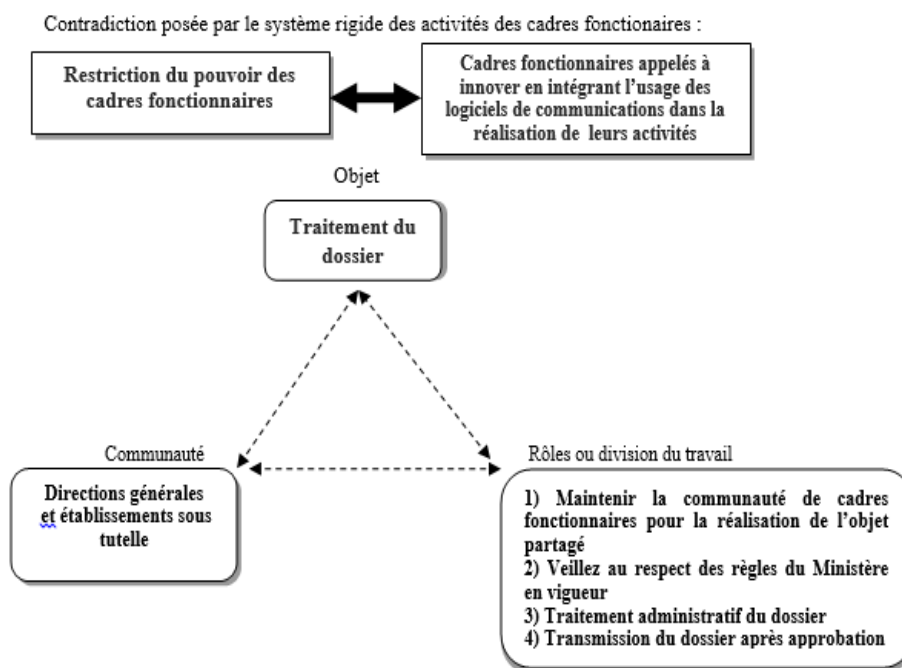 Contradiction posée par le système rigide des activités des cadres fonctionaires :
Restriction du pouvoir des
cadres fonctionnaires
Cadres fonctionnaires appelés à
innover en intégrant l’usage des
logiciels de communications dans la
réalisation de leurs activités
Objet
Traitement du
dossier
Communauté
Directions générales
et établissements sous
tutelle
Rôles ou division du travail
1) Maintenir la communauté de cadres
fonctionnaires pour la réalisation de l’objet
partagé
2) Veillez au respect des règles du Ministère
en vigueur
3) Traitement administratif du dossier
4) Transmission du dossier après approbation